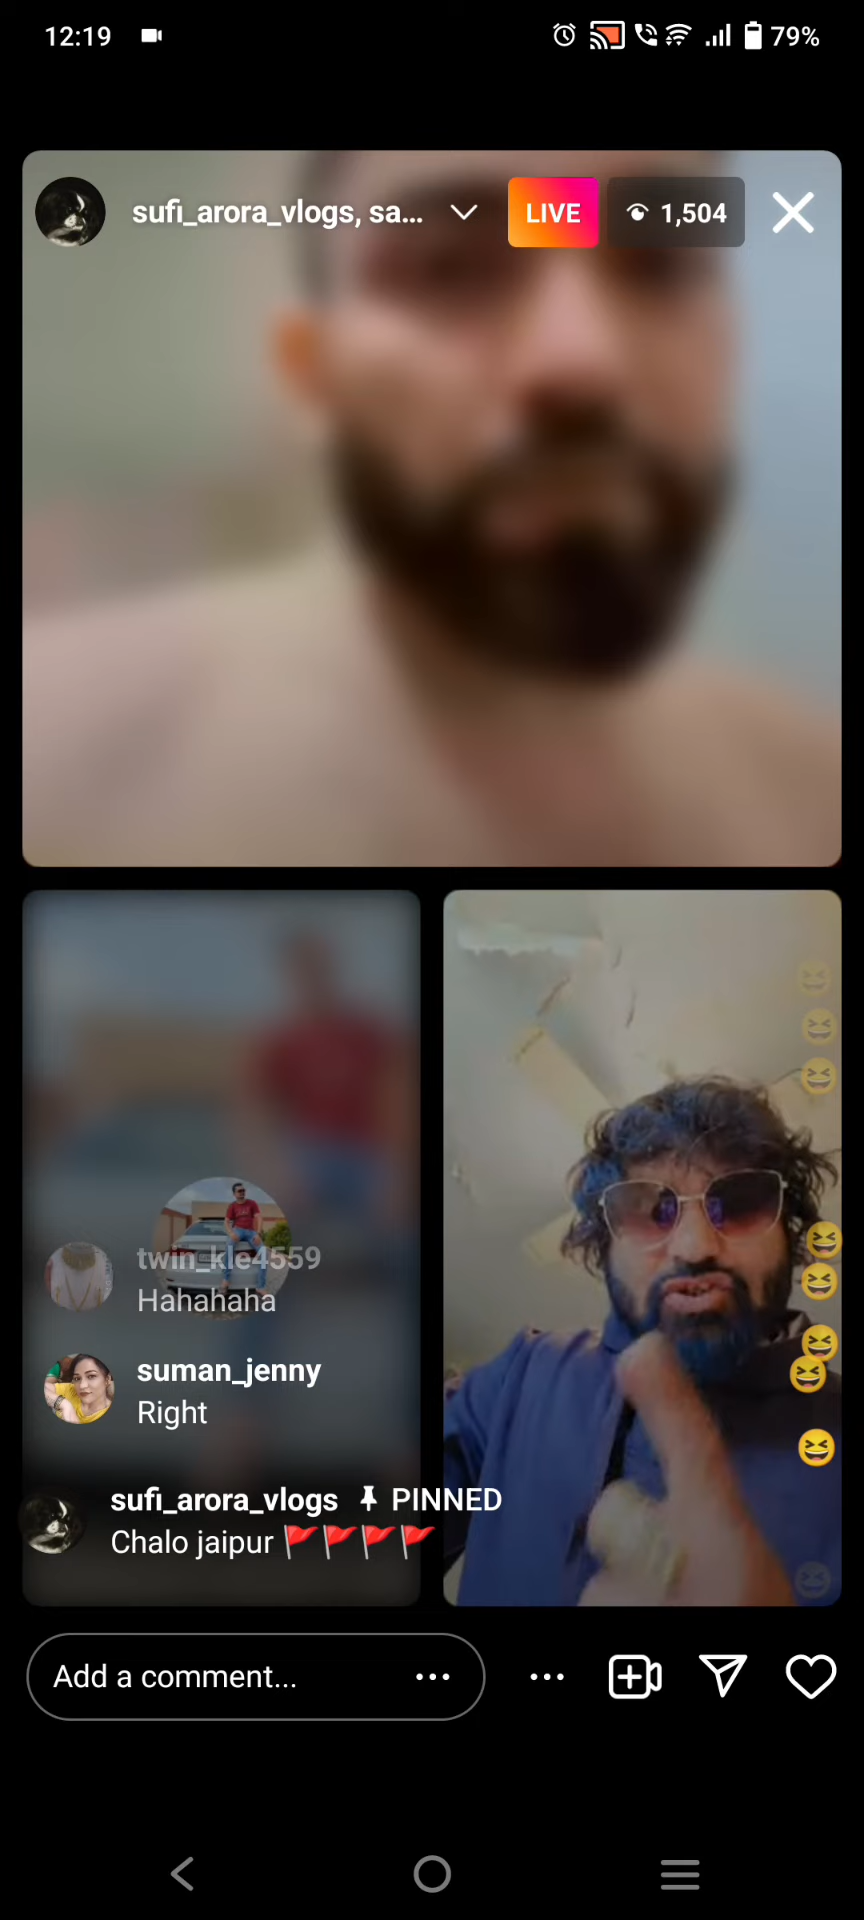 12:19
79%
sufi_arora_vlogs, sa...
LIVE
1,504
twin_kle4559
Hahahaha
suman_jenny
Right
sufi_arora_vlogs PINNED
Chalo jaipur 🚩🚩🚩🚩
Add a comment...